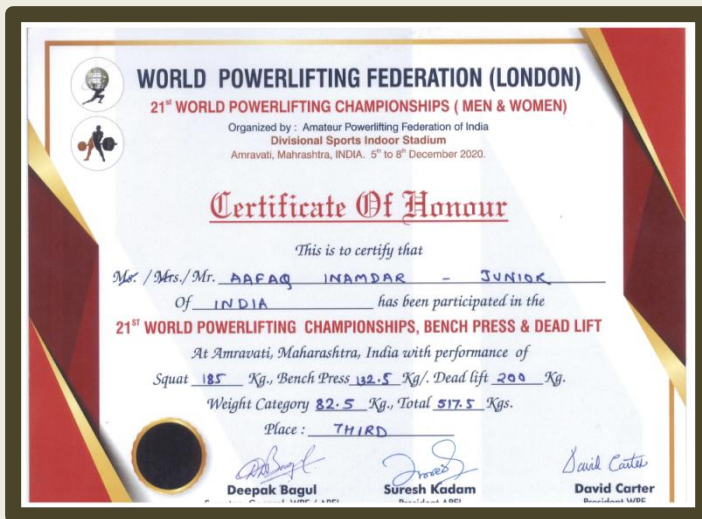 WORLD POWERLIFTING FEDERATION (LONDON)
21st WORLD POWERLIFTING CHAMPIONSHIPS ( MEN & WOMEN)
Organized by : Amateur Powerlifting Federation of India
Divisional Sports Indoor Stadium
Amravati, Mahrashtra, INDIA. 5th to 8th December 2020.
Certificate Of Honour
This is to certify that
Ms. / Mrs./ Mr. AAFAQ INAMDAR - JUNIOR
Of INDIA has been participated in the
21ST WORLD POWERLIFTING CHAMPIONSHIPS, BENCH PRESS & DEAD LIFT
At Amravati, Maharashtra, India with performance of
Squat 185 Kg., Bench Press 132.5 Kg/. Dead lift 200 Kg.
Weight Category 82.5 Kg., Total 517.5 Kgs.
Place : THIRD
David Carter
Deepak Bagul Suresh Kadam David Carter
President WPF